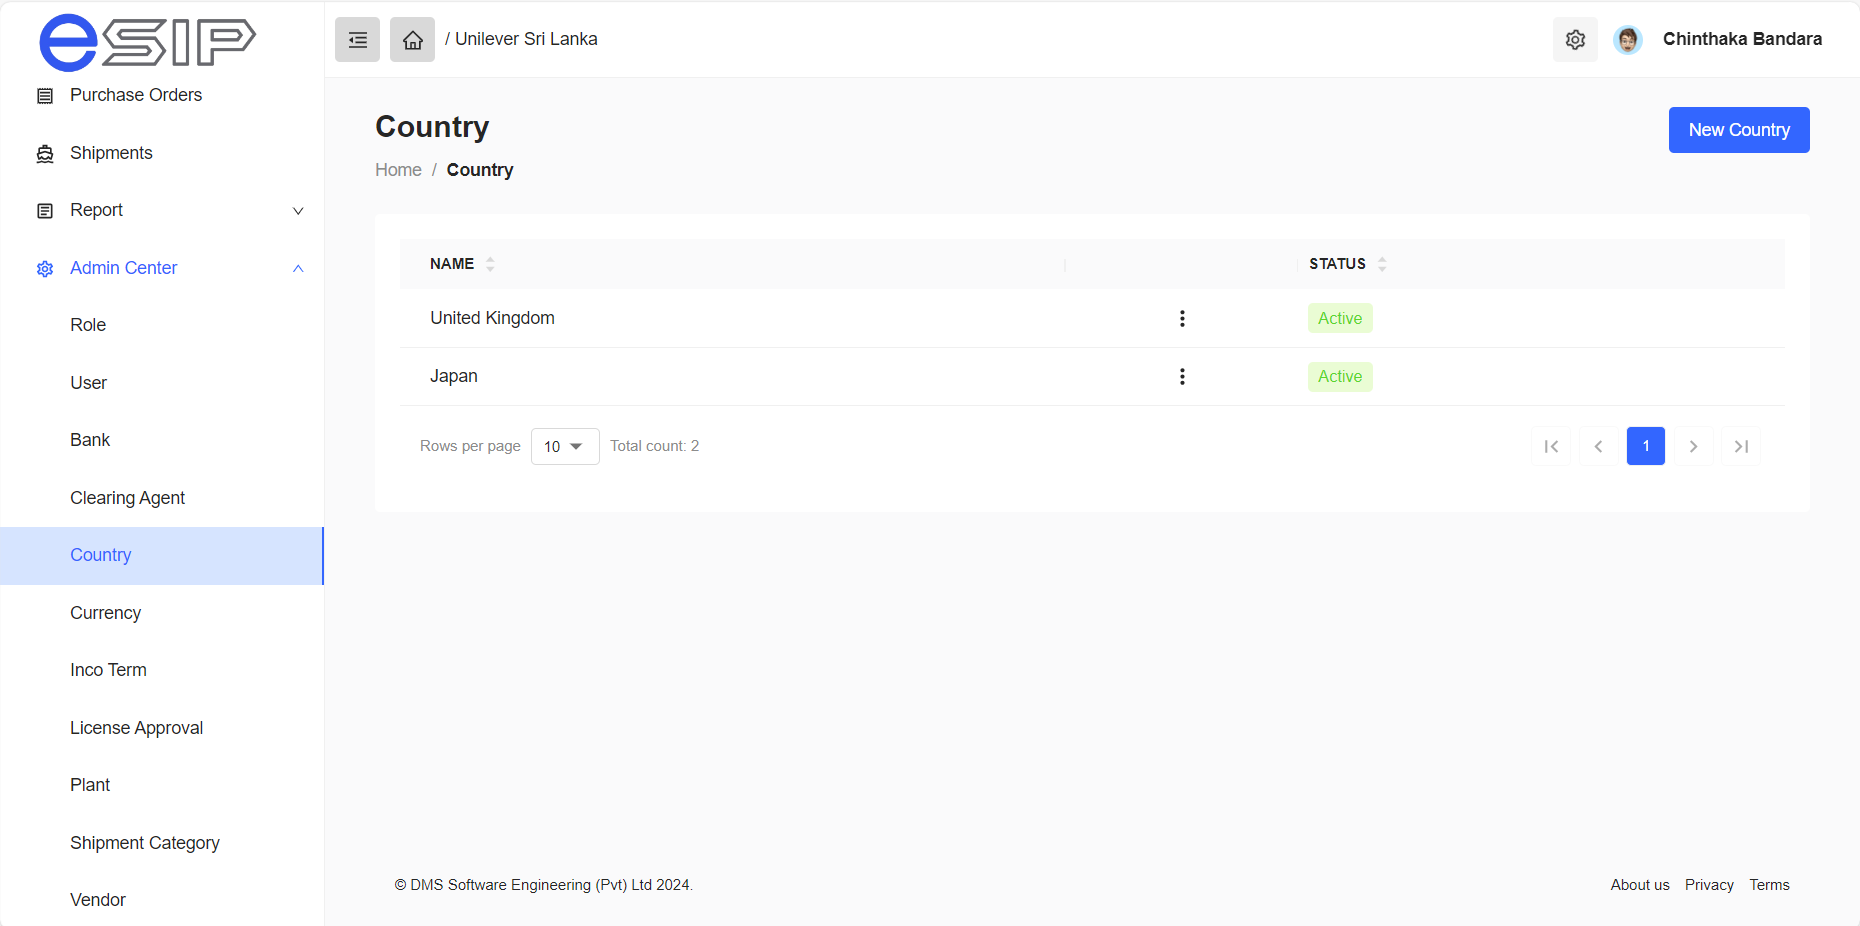 eSIP
Purchase Orders
Shipments
Report
Admin Center
Role
User
Bank
Clearing Agent
Country
Currency
Inco Term
License Approval
Plant
Shipment Category
Vendor
/ Unilever Sri Lanka
Chinthaka Bandara
Country
New Country
Home / Country
NAME STATUS
United Kingdom Active
Japan Active
Rows per page 10 Total count: 2 1
© DMS Software Engineering (Pvt) Ltd 2024. About us Privacy Terms